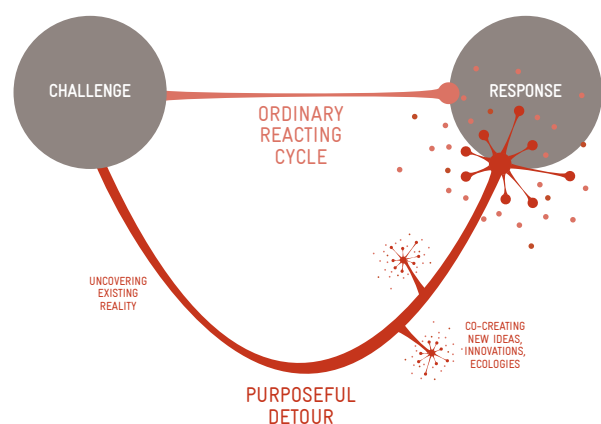 CHALLENGE
RESPONSE
ORDINARY
REACTING
CYCLE
UNCOVERING
EXISTING
REALITY
CO-CREATING
NEW IDEAS,
INNOVATIONS,
ECOLOGIES
PURPOSEFUL
DETOUR